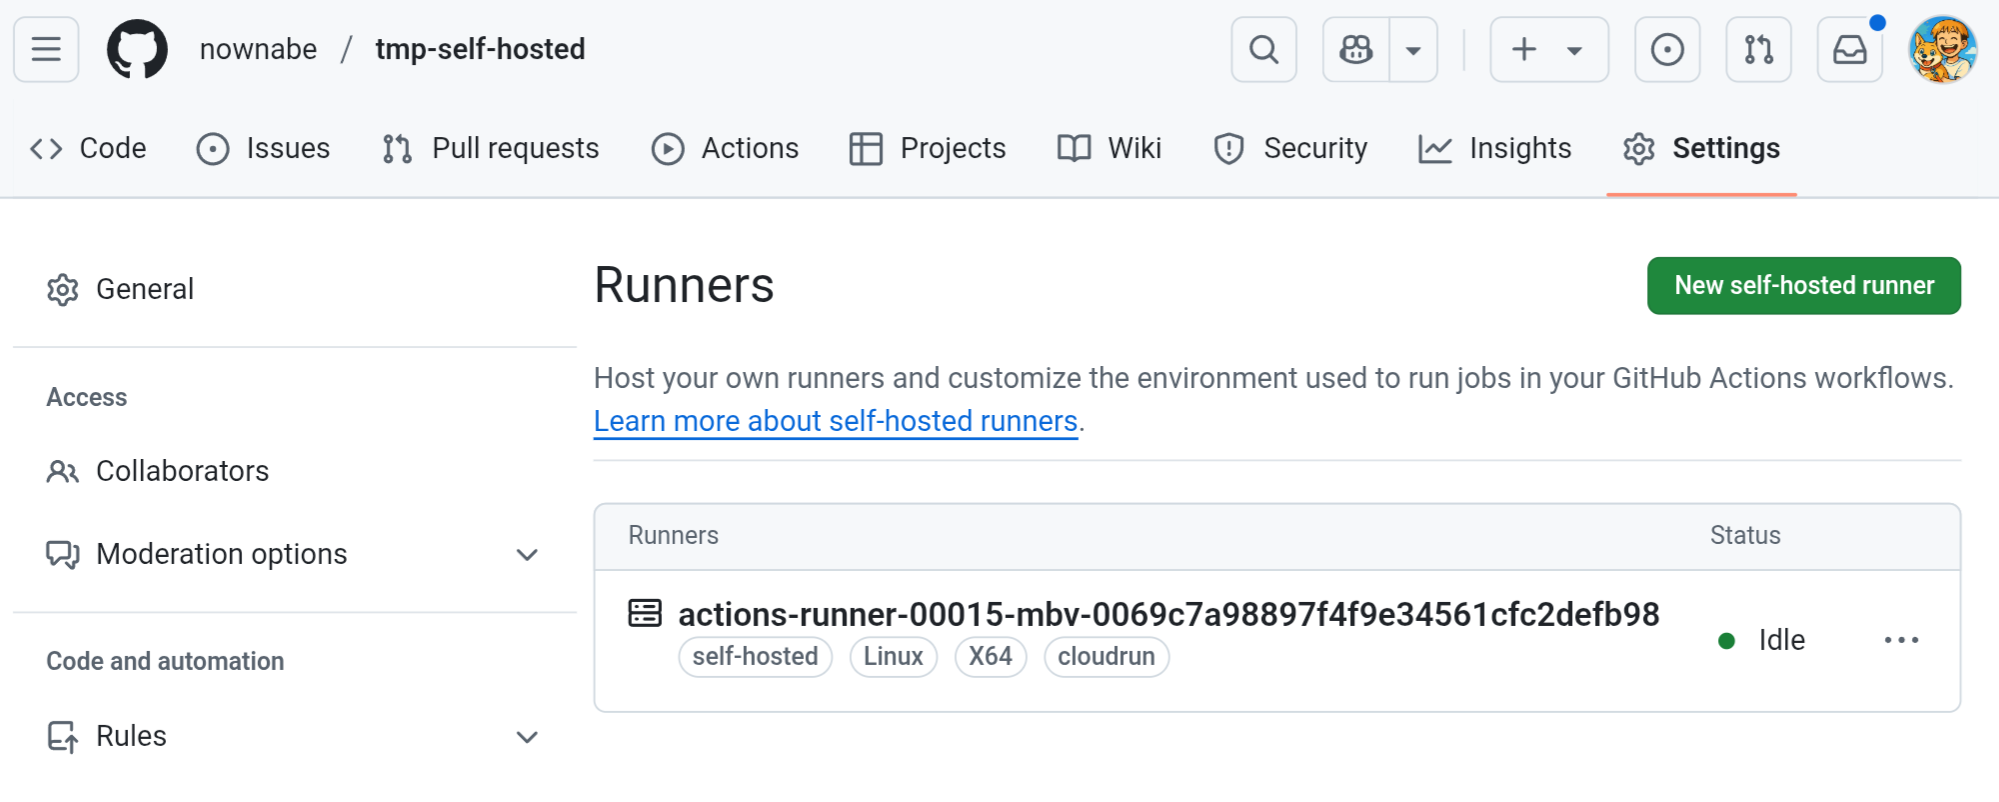 nownabe / tmp-self-hosted
Code Issues Pull requests Actions Projects Wiki Security Insights Settings
General
Access
Collaborators
Moderation options
Code and automation
Rules
Runners
New self-hosted runner
Host your own runners and customize the environment used to run jobs in your GitHub Actions workflows.
Learn more about self-hosted runners.
Runners Status
actions-runner-00015-mbv-0069c7a98897f4f9e34561cfc2defb98
self-hosted Linux X64 cloudrun
Idle